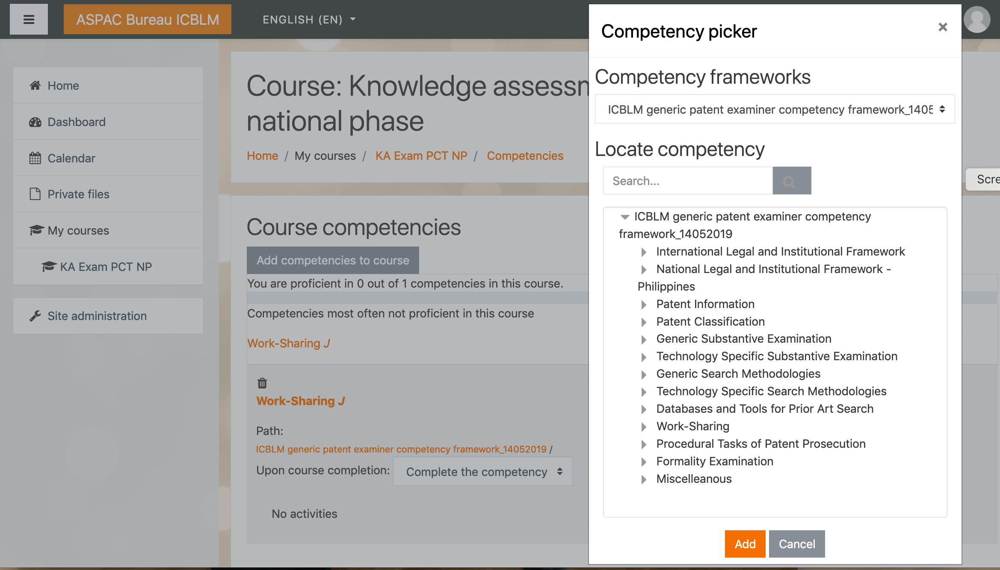 ASPAC Bureau ICBLM
ENGLISH (EN)
Home
Dashboard
Calendar
Private files
My courses
KA Exam PCT NP
Site administration
Course: Knowledge assessm
national phase
Home / My courses / KA Exam PCT NP / Competencies
Course competencies
Add competencies to course
You are proficient in 0 out of 1 competencies in this course.
Competencies most often not proficient in this course
Work-Sharing J
Work-Sharing J
Path:
ICBLM generic patent examiner competency framework_14052019 /
Upon course completion: Complete the competency
No activities
Competency picker
×
Competency frameworks
ICBLM generic patent examiner competency framework_1405
Locate competency
Search...
ICBLM generic patent examiner competency
framework_14052019
International Legal and Institutional Framework
National Legal and Institutional Framework -
Philippines
Patent Information
Patent Classification
Generic Substantive Examination
Technology Specific Substantive Examination
Generic Search Methodologies
Technology Specific Search Methodologies
Databases and Tools for Prior Art Search
Work-Sharing
Procedural Tasks of Patent Prosecution
Formality Examination
Miscelleanous
Add Cancel
Scre